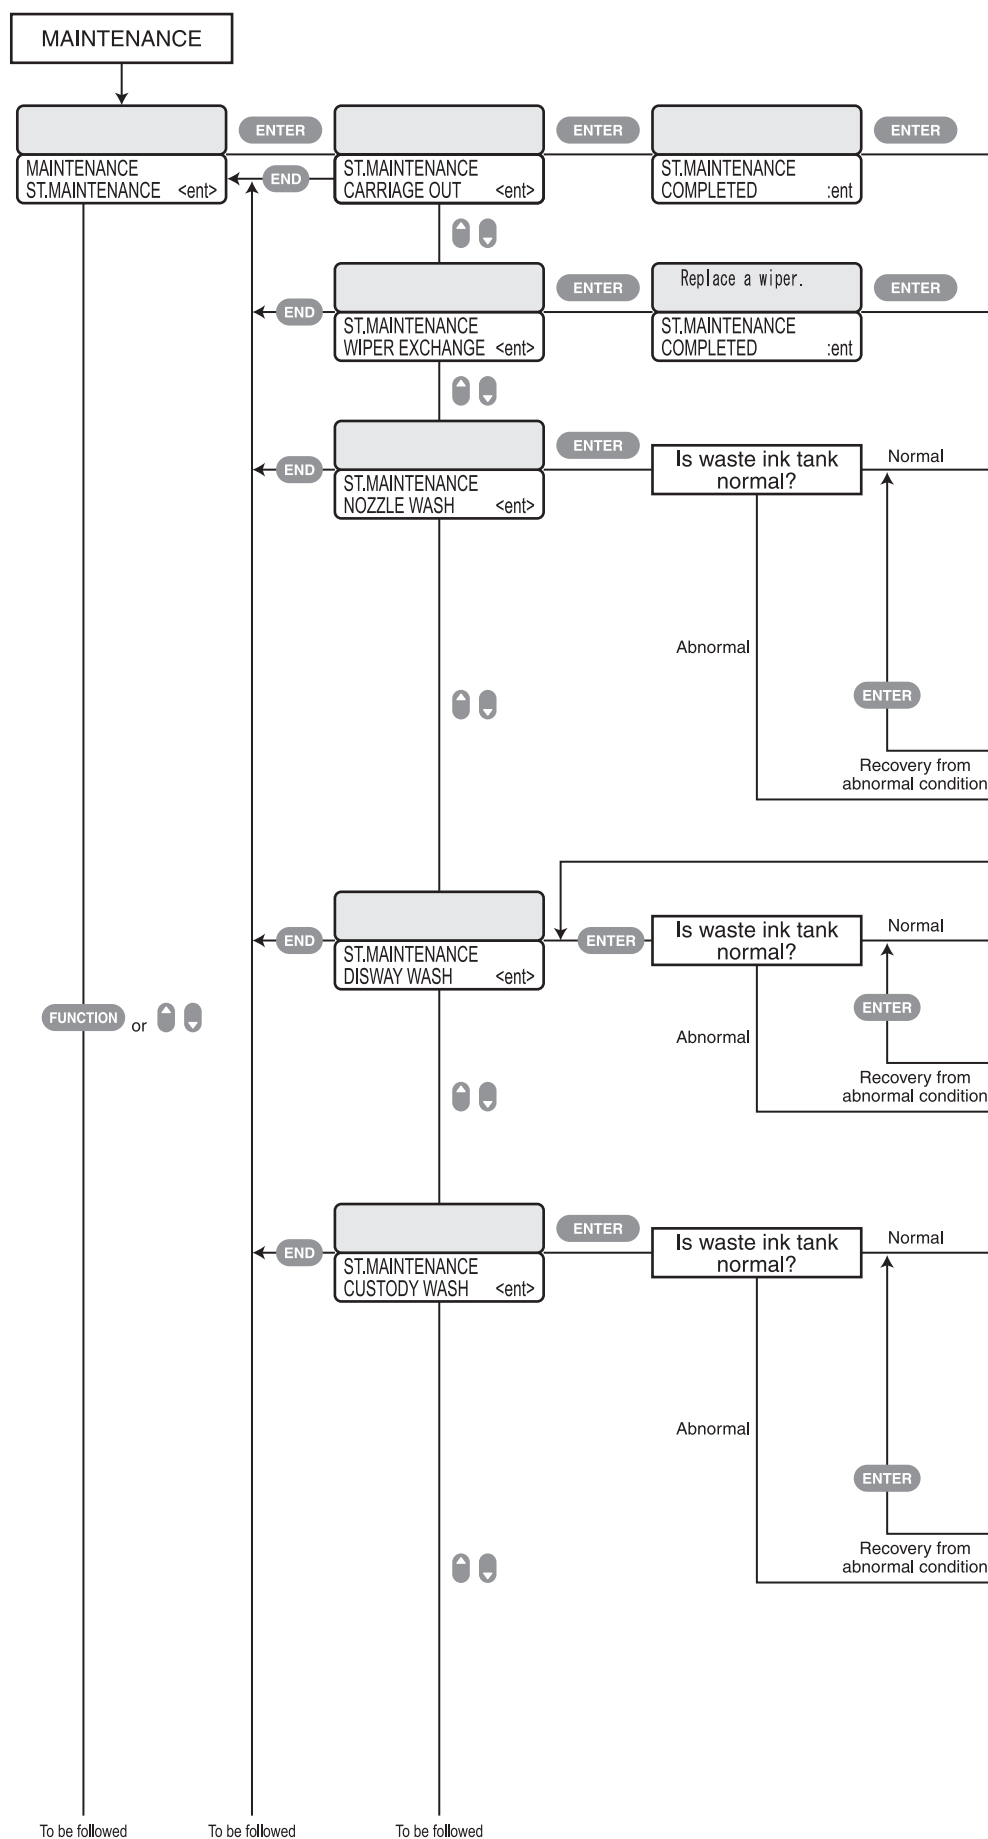 MAINTENANCE
ENTER
ENTER
ENTER
MAINTENANCE
ST.MAINTENANCE <ent>
END
ST.MAINTENANCE
CARRIAGE OUT <ent>
ST.MAINTENANCE
COMPLETED :ent
ENTER
Replace a wiper.
ENTER
END
ST.MAINTENANCE
WIPER EXCHANGE <ent>
ST.MAINTENANCE
COMPLETED :ent
ENTER
END
ST.MAINTENANCE
NOZZLE WASH <ent>
Is waste ink tank
normal?
Normal
Abnormal
ENTER
Recovery from
abnormal condition
END
ST.MAINTENANCE
DISWAY WASH <ent>
ENTER
Is waste ink tank
normal?
Normal
FUNCTION or
Abnormal
ENTER
Recovery from
abnormal condition
ENTER
END
ST.MAINTENANCE
CUSTODY WASH <ent>
Is waste ink tank
normal?
Normal
Abnormal
ENTER
Recovery from
abnormal condition
To be followed
To be followed
To be followed